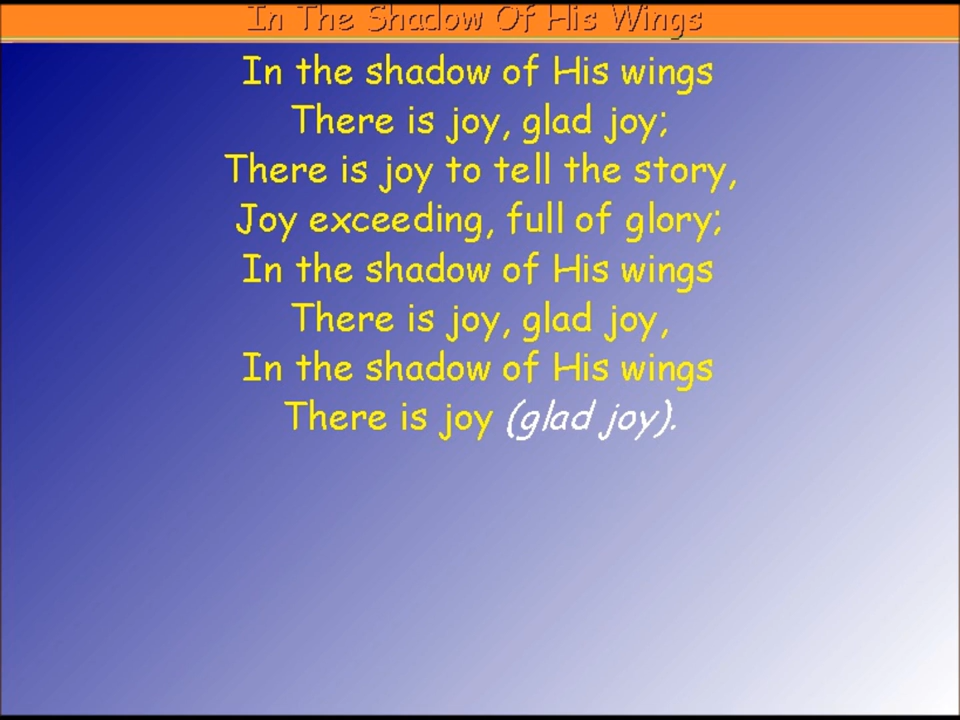 In The Shadow Of His Wings
In the shadow of His wings
There is joy, glad joy;
There is joy to tell the story,
Joy exceeding, full of glory;
In the shadow of His wings
There is joy, glad joy,
In the shadow of His wings
There is joy (glad joy).